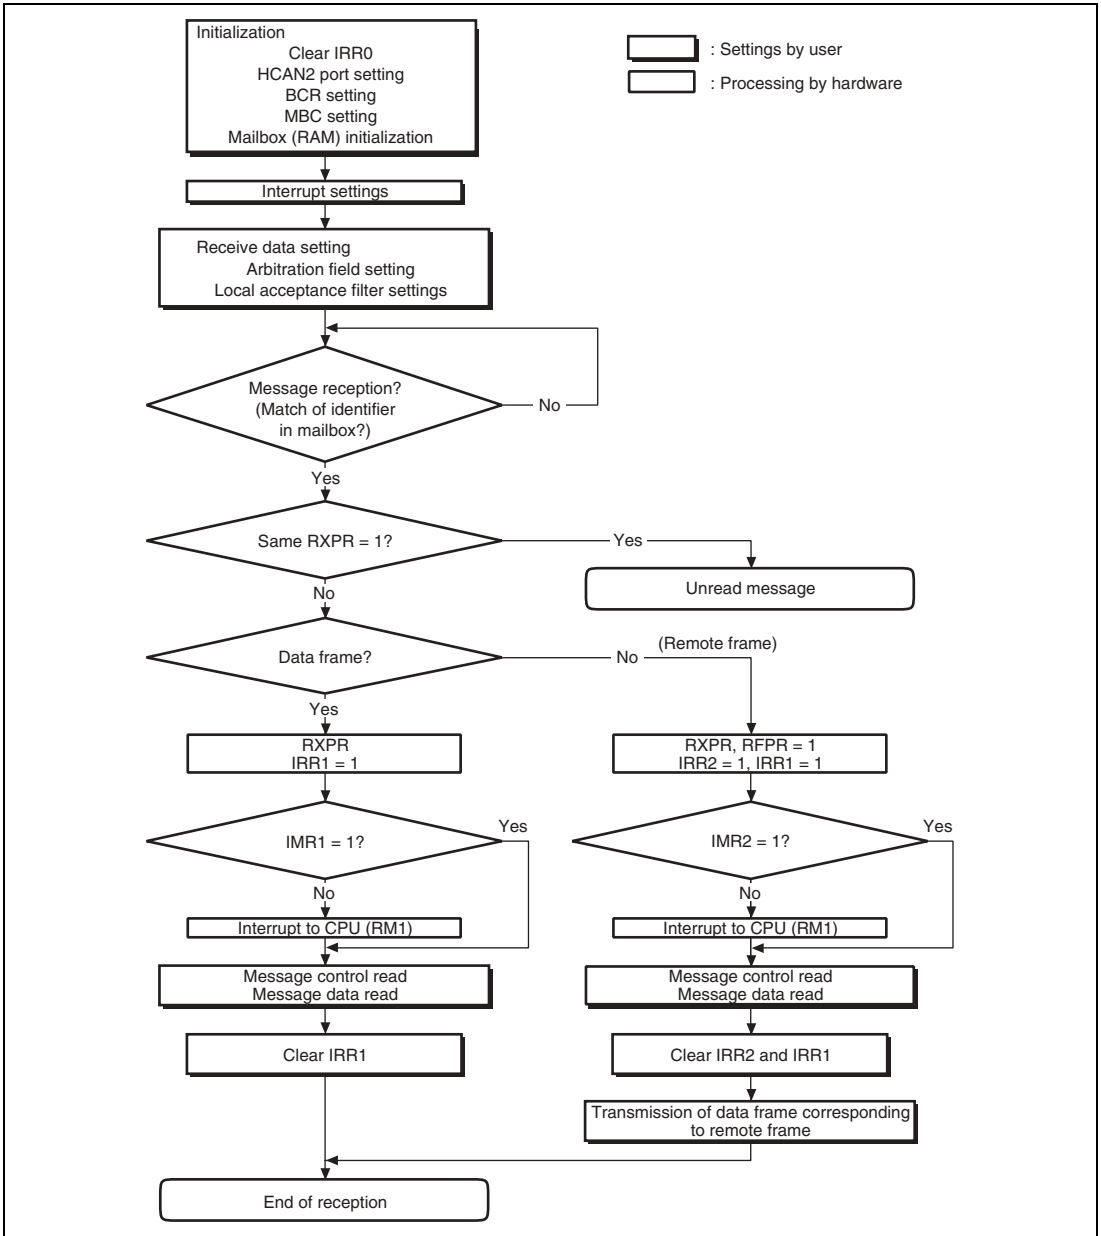 Initialization
Clear IRR0
HCAN2 port setting
BCR setting
MBC setting
Mailbox (RAM) initialization
: Settings by user
: Processing by hardware
Interrupt settings
Receive data setting
Arbitration field setting
Local acceptance filter settings
Message reception?
(Match of identifier
in mailbox?)
No
Yes
Same RXPR = 1?
Yes
Unread message
No
Data frame?
No
(Remote frame)
Yes
RXPR
IRR1 = 1
RXPR, RFPR = 1
IRR2 = 1, IRR1 = 1
IMR1 = 1?
Yes
IMR2 = 1?
Yes
No
No
Interrupt to CPU (RM1)
Interrupt to CPU (RM1)
Message control read
Message data read
Message control read
Message data read
Clear IRR1
Clear IRR2 and IRR1
Transmission of data frame corresponding
to remote frame
End of reception